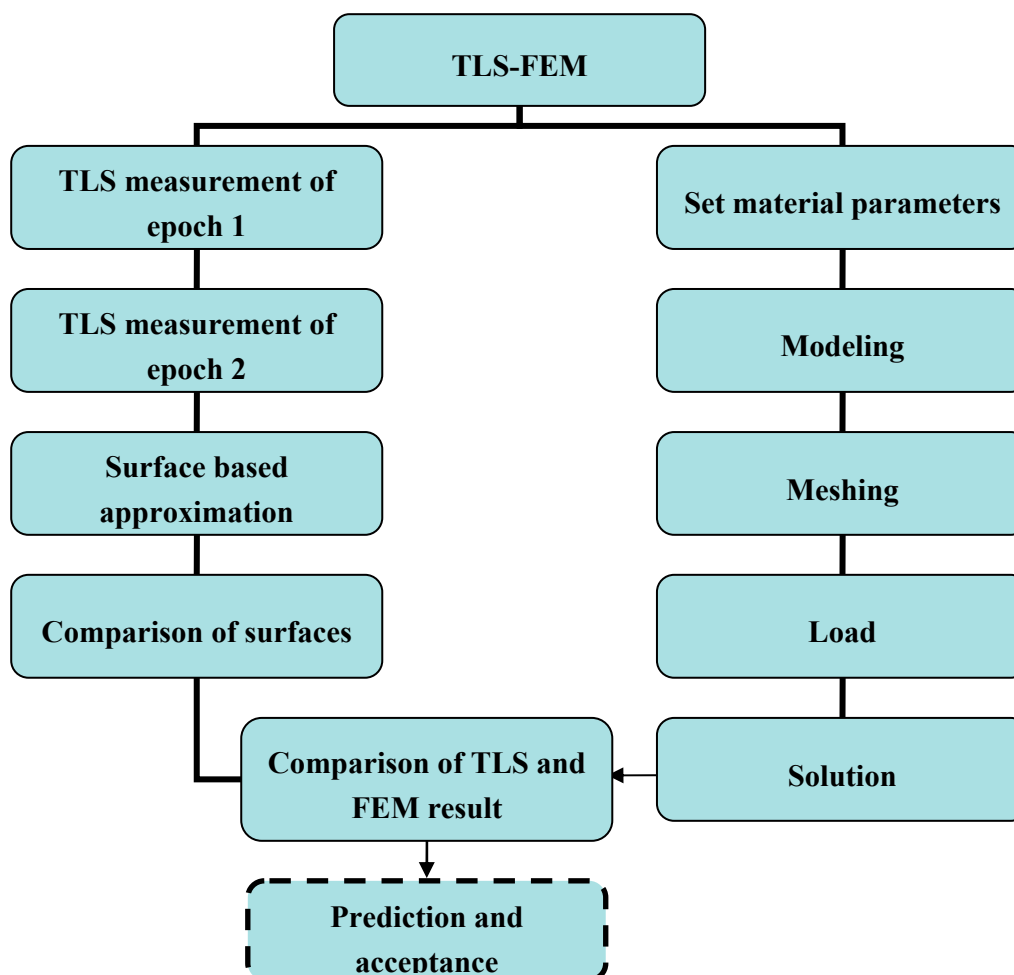 TLS-FEM
TLS measurement of
epoch 1
TLS measurement of
epoch 2
Surface based
approximation
Comparison of surfaces
Set material parameters
Modeling
Meshing
Load
Solution
Comparison of TLS and
FEM result
Prediction and
acceptance